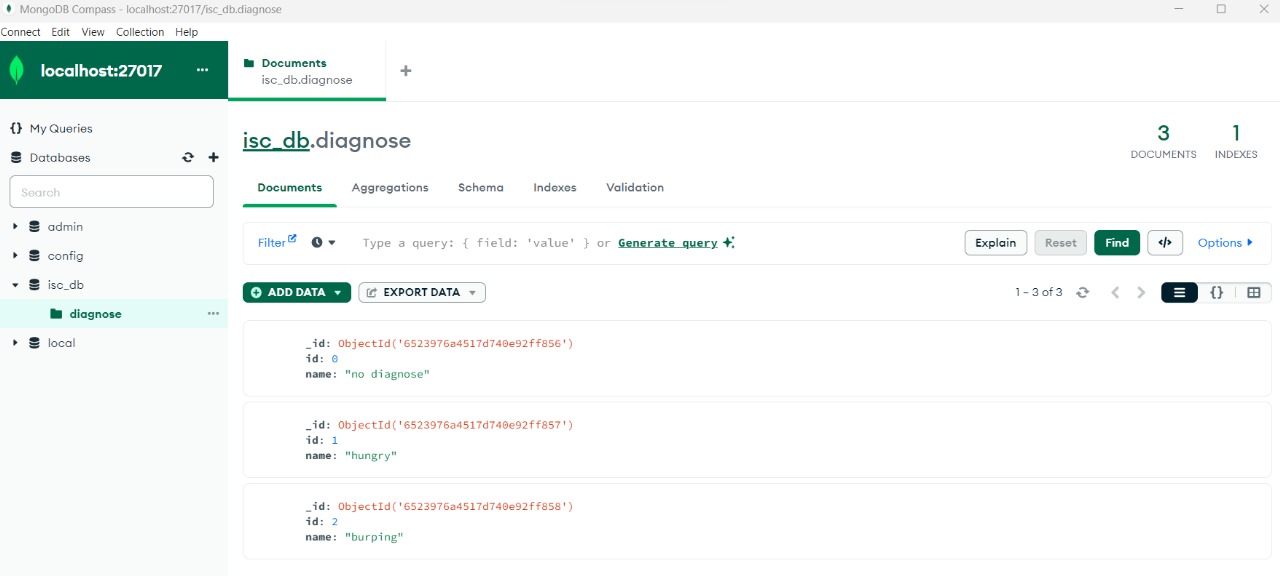 MongoDB Compass - localhost:27017/isc_db.diagnose
Connect Edit View Collection Help
localhost:27017 ...
Documents
isc_db.diagnose
+
{} My Queries
Databases
Search
admin
config
isc_db
diagnose ...
local
isc_db.diagnose
3
DOCUMENTS
1
INDEXES
Documents Aggregations Schema Indexes Validation
Filter Type a query: { field: 'value' } or Generate query Explain Reset Find </> Options
ADD DATA EXPORT DATA 1 – 3 of 3 {}
_id: ObjectId('6523976a4517d740e92ff856')
id: 0
name: "no diagnose"
_id: ObjectId('6523976a4517d740e92ff857')
id: 1
name: "hungry"
_id: ObjectId('6523976a4517d740e92ff858')
id: 2
name: "burping"